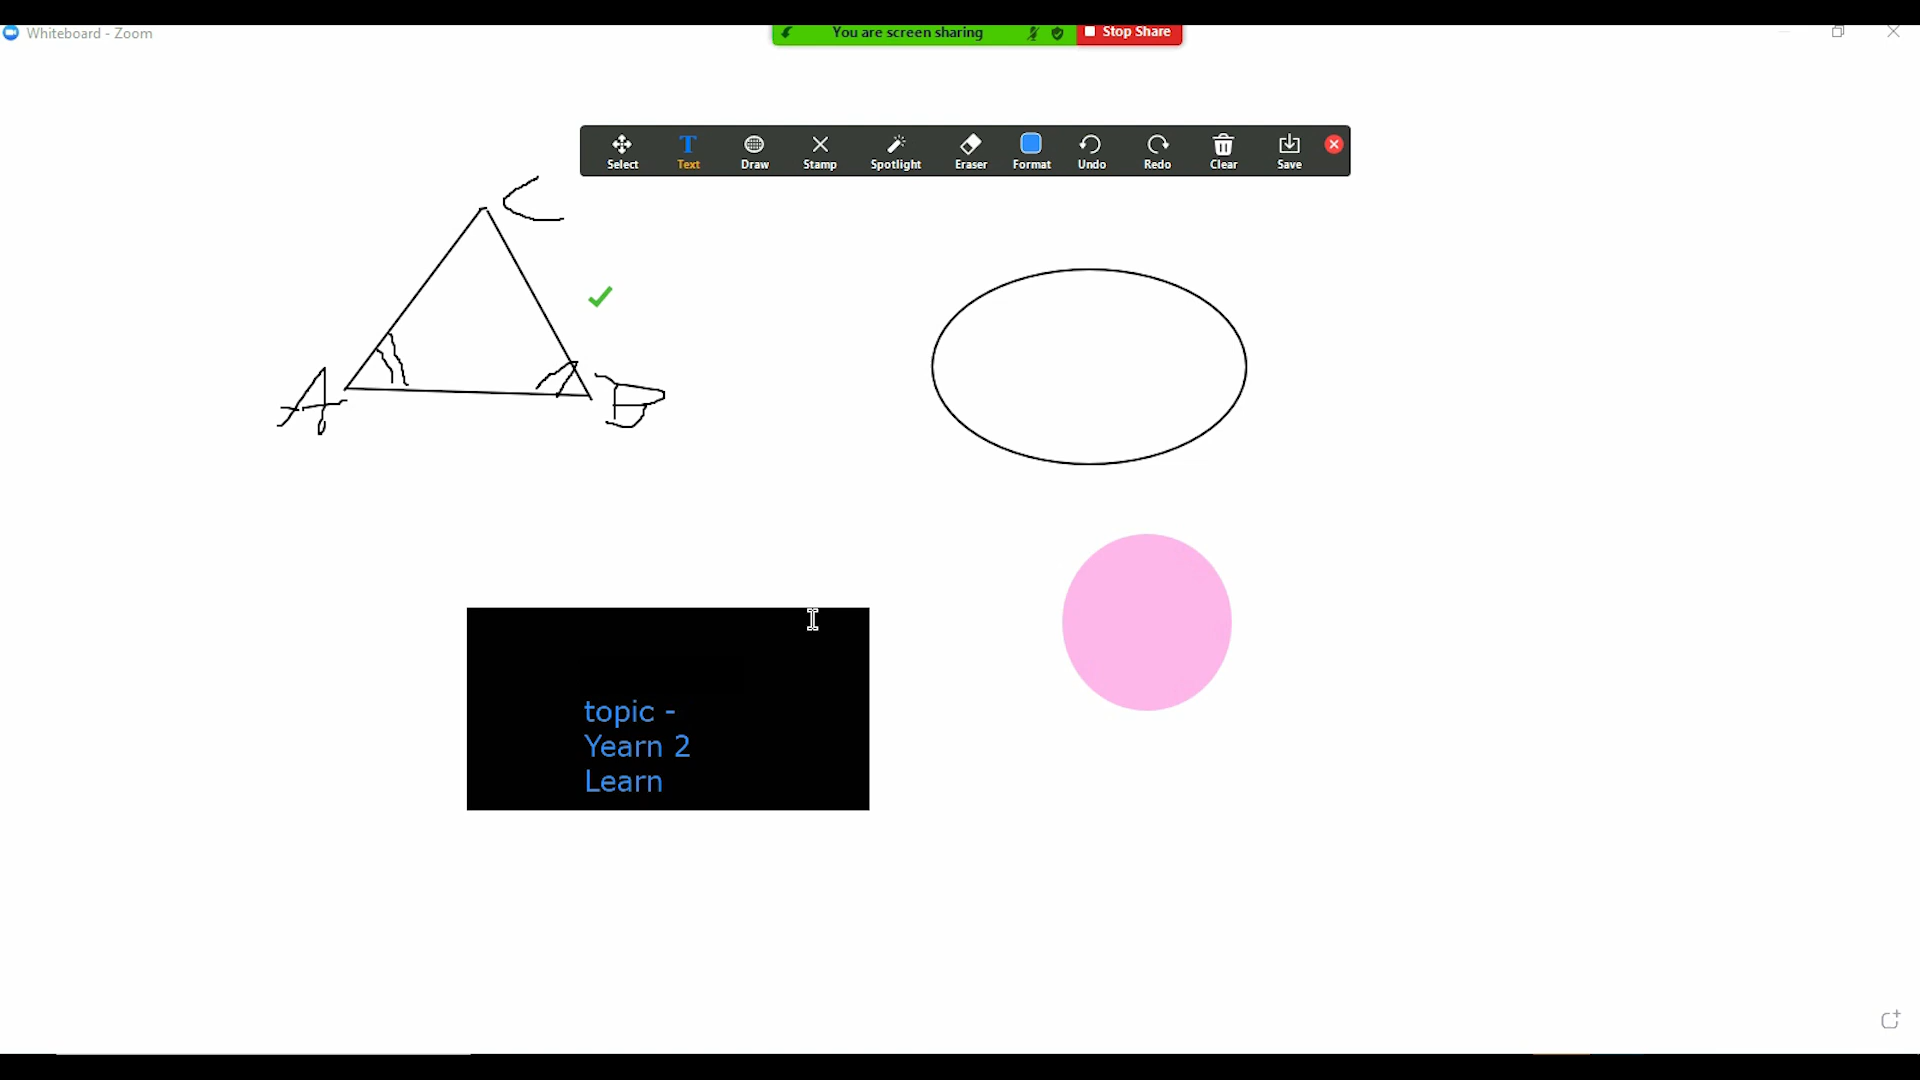 Whiteboard - Zoom
You are screen sharing
Stop Share
Select
Text
Draw
Stamp
Spotlight
Eraser
Format
Undo
Redo
Clear
Save
C
A
B
topic -
Yearn 2
Learn